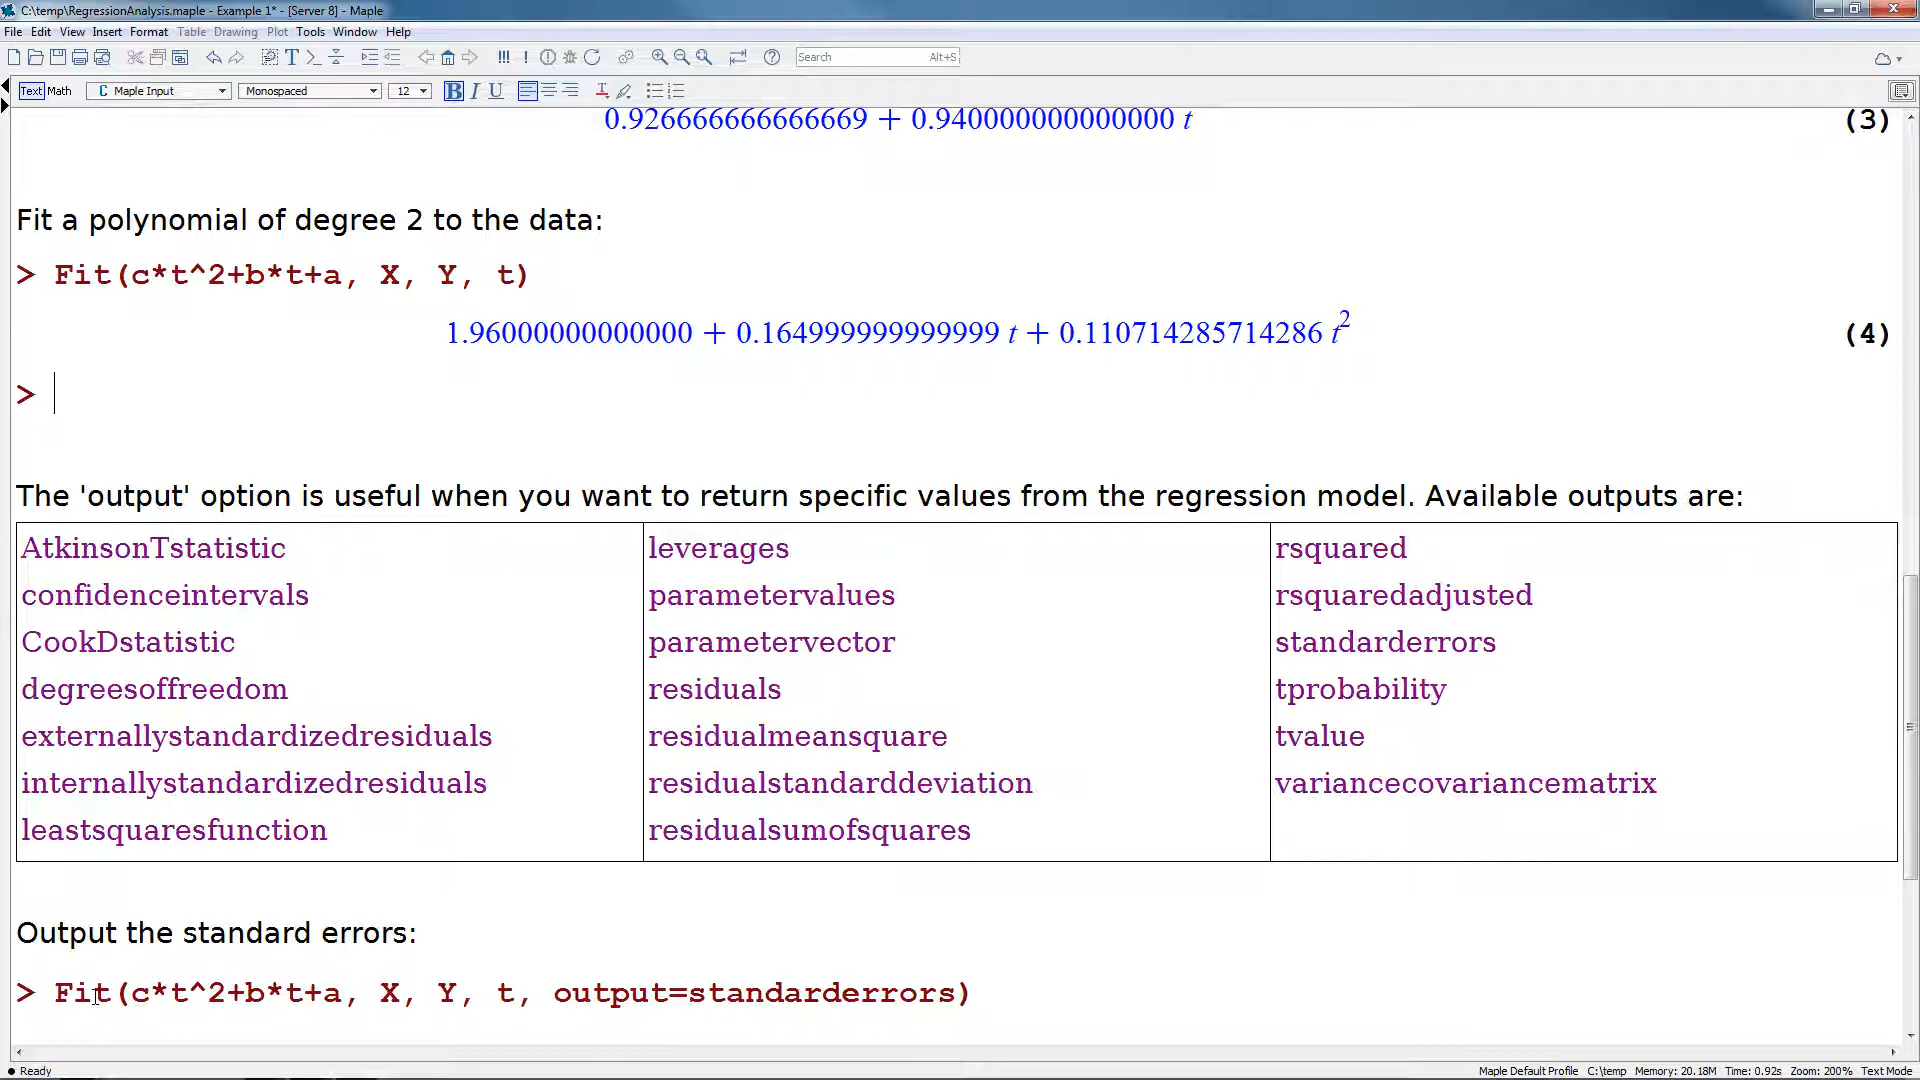 C:\temp\RegressionAnalysis.maple - Example 1* - [Server 8] - Maple
File Edit View Insert Format Table Drawing Plot Tools Window Help
Search Alt+S
Text Math C Maple Input Monospaced 12 B I U
0.926666666666669 + 0.940000000000000 t (3)
Fit a polynomial of degree 2 to the data:
> Fit(c*t^2+b*t+a, X, Y, t)
1.96000000000000 + 0.164999999999999 t + 0.110714285714286 t² (4)
>
The 'output' option is useful when you want to return specific values from the regression model. Available outputs are:
AtkinsonTstatistic leverages rsquared
confidenceintervals parametervalues rsquaredadjusted
CookDstatistic parametervector standarderrors
degreesoffreedom residuals tprobability
externallystandardizedresiduals residualmeansquare tvalue
internallystandardizedresiduals residualstandarddeviation variancecovariancematrix
leastsquaresfunction residualsumofsquares
Output the standard errors:
> Fit(c*t^2+b*t+a, X, Y, t, output=standarderrors)
Ready Maple Default Profile C:\temp Memory: 20.18M Time: 0.92s Zoom: 200% Text Mode